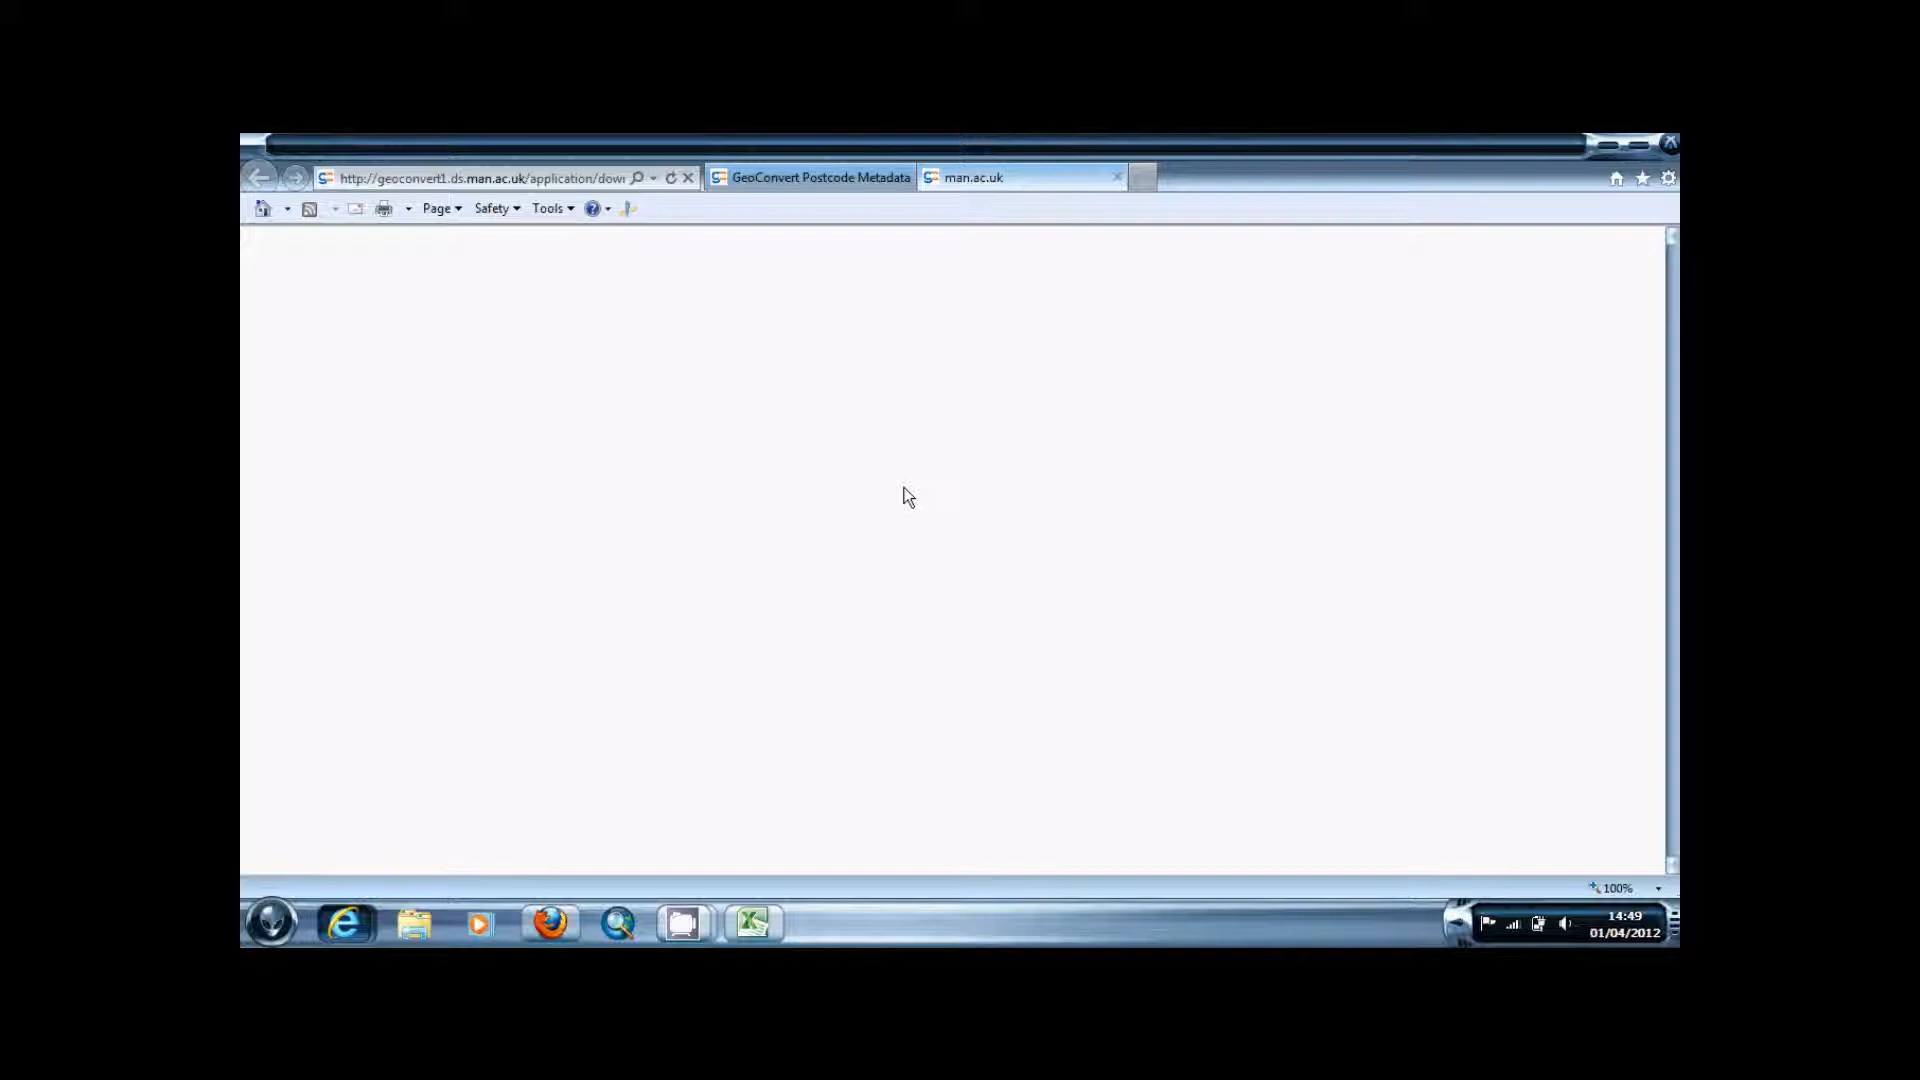 http://geoconvert1.ds.man.ac.uk/application/dow
GeoConvert Postcode Metadata
man.ac.uk
Page
Safety
Tools
100%
14:49
01/04/2012